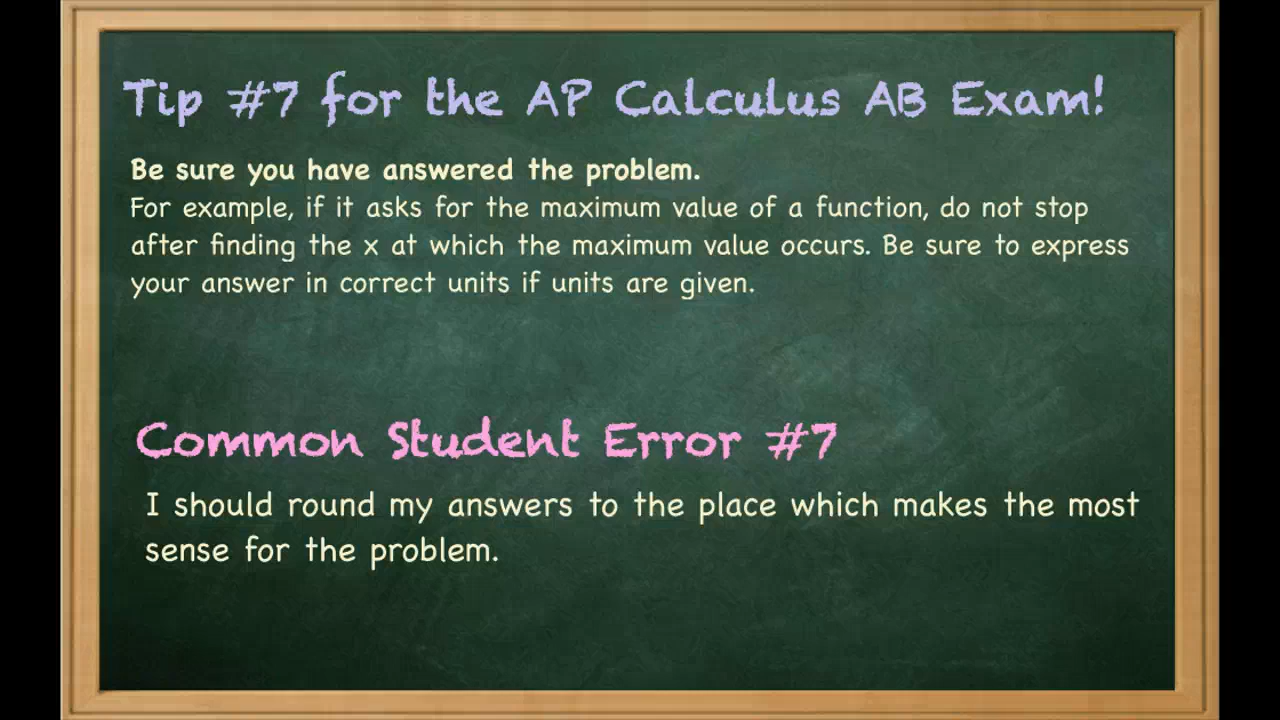 Tip #7 for the AP Calculus AB Exam!
Be sure you have answered the problem.
For example, if it asks for the maximum value of a function, do not stop
after finding the x at which the maximum value occurs. Be sure to express
your answer in correct units if units are given.
Common Student Error #7
I should round my answers to the place which makes the most
sense for the problem.